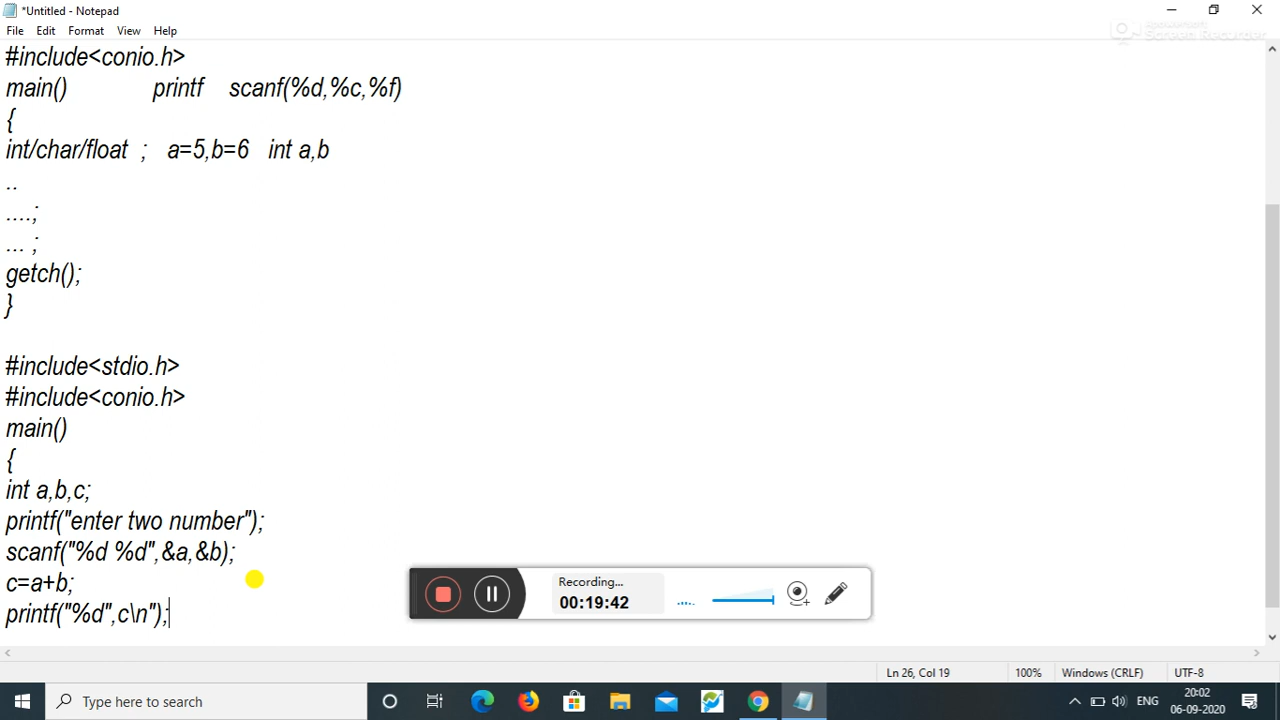 *Untitled - Notepad
File Edit Format View Help
Screen Recorder
#include<conio.h>
main() printf scanf(%d,%c,%f)
{
int/char/float ; a=5,b=6 int a,b
..
....;
... ;
getch();
}
#include<stdio.h>
#include<conio.h>
main()
{
int a,b,c;
printf("enter two number");
scanf("%d %d",&a,&b);
c=a+b;
printf("%d",c\n");
Recording...
00:19:42
Ln 26, Col 19 100% Windows (CRLF) UTF-8
Type here to search
ENG
20:02
06-09-2020